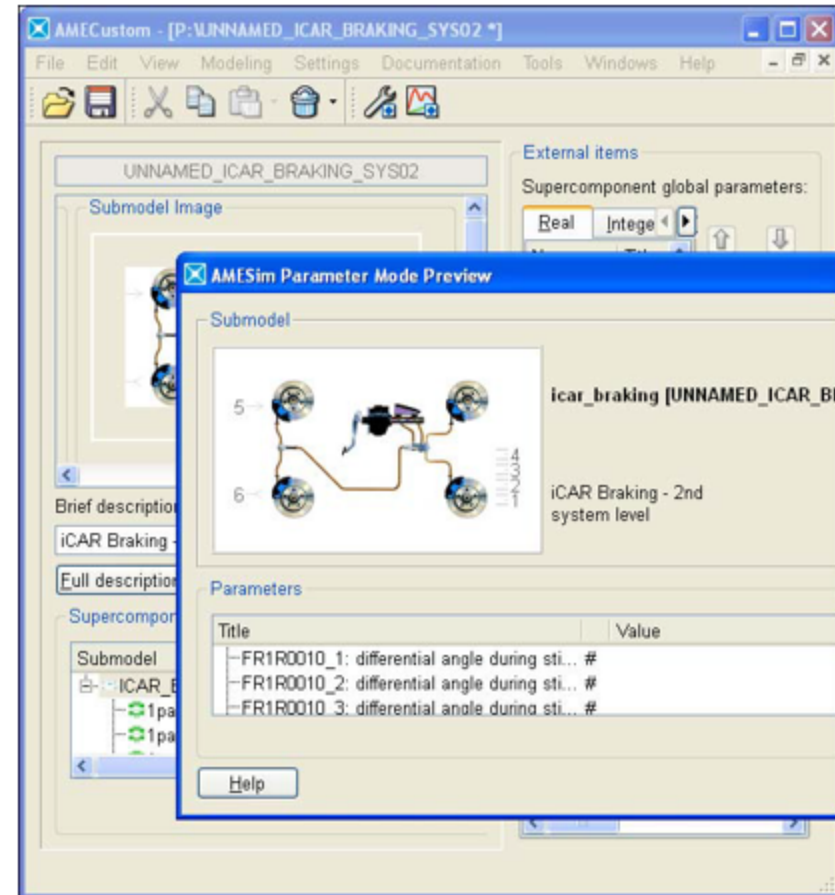 AMECustom - [P:\UNNAMED_ICAR_BRAKING_SYS02 *]
File Edit View Modeling Settings Documentation Tools Windows Help
UNNAMED_ICAR_BRAKING_SYS02
External items
Supercomponent global parameters:
Submodel Image
Real Intege
AMESim Parameter Mode Preview
Submodel
5
6
4
3
2
1
icar_braking [UNNAMED_ICAR_B
iCAR Braking - 2nd
system level
Brief description
iCAR Braking -
Full description
Supercompor
Submodel
ICAR_B
1pa
1pa
Parameters
Title Value
FR1R0010_1: differential angle during sti... #
FR1R0010_2: differential angle during sti... #
FR1R0010_3: differential angle during sti... #
Help